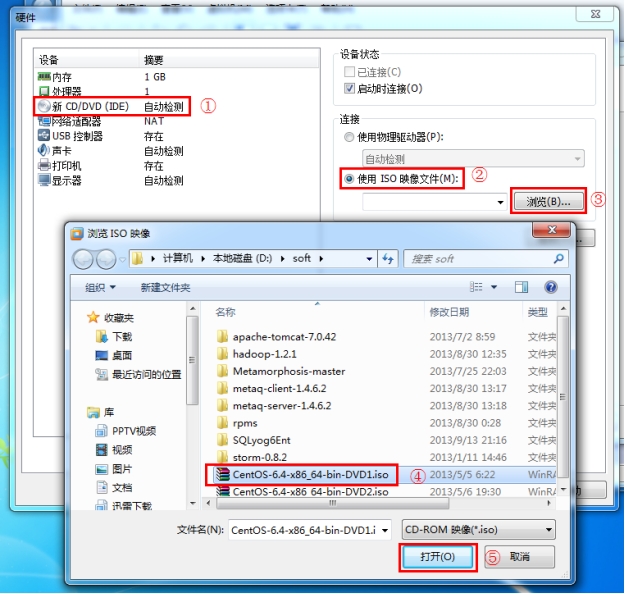 硬件
设备 摘要
内存 1 GB
处理器 1
新 CD/DVD (IDE) 自动检测 ①
网络适配器 NAT
USB 控制器 存在
声卡 自动检测
打印机 存在
显示器 自动检测
设备状态
已连接(C)
启动时连接(O)
连接
使用物理驱动器(P):
自动检测
使用 ISO 映像文件(M): ②
浏览(B)... ③
浏览 ISO 映像
计算机 本地磁盘 (D:) soft
搜索 soft
组织 新建文件夹
收藏夹
下载
桌面
最近访问的位置
库
PPTV视频
视频
图片
文档
迅雷下载
名称 修改日期 类型
apache-tomcat-7.0.42 2013/7/2 8:59 文件夹
hadoop-1.2.1 2013/8/30 12:35 文件夹
Metamorphosis-master 2013/7/25 22:03 文件夹
metaq-client-1.4.6.2 2013/8/30 13:17 文件夹
metaq-server-1.4.6.2 2013/8/30 13:18 文件夹
rpms 2013/8/30 0:28 文件夹
SQLyog6Ent 2013/9/13 21:16 文件夹
storm-0.8.2 2013/1/11 14:46 文件夹
CentOS-6.4-x86_64-bin-DVD1.iso ④ 2013/5/5 6:22 WinRA
CentOS-6.4-x86_64-bin-DVD2.iso 2013/5/6 19:30 WinRA
文件名(N): CentOS-6.4-x86_64-bin-DVD1.i CD-ROM 映像(*.iso)
打开(O) ⑤ 取消